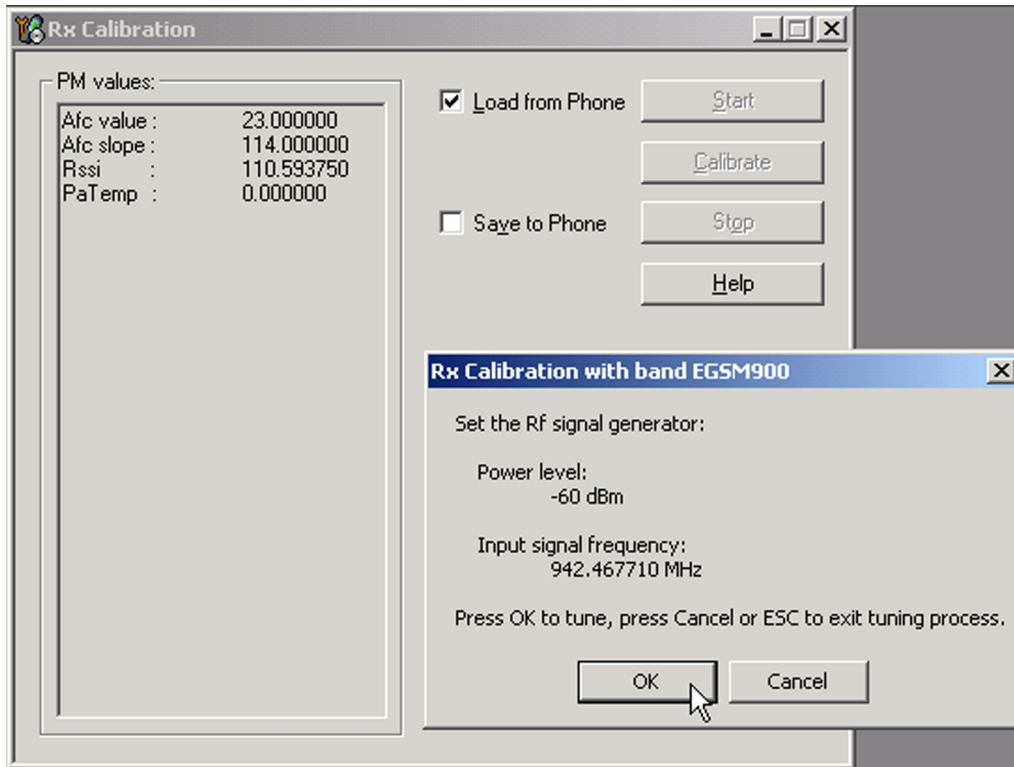 Rx Calibration
PM values:
Afc value : 23.000000
Afc slope : 114.000000
Rssi : 110.593750
PaTemp : 0.000000
Load from Phone
Start
Calibrate
Save to Phone
Stop
Help
Rx Calibration with band EGSM900
Set the Rf signal generator:
Power level:
-60 dBm
Input signal frequency:
942.467710 MHz
Press OK to tune, press Cancel or ESC to exit tuning process.
OK
Cancel